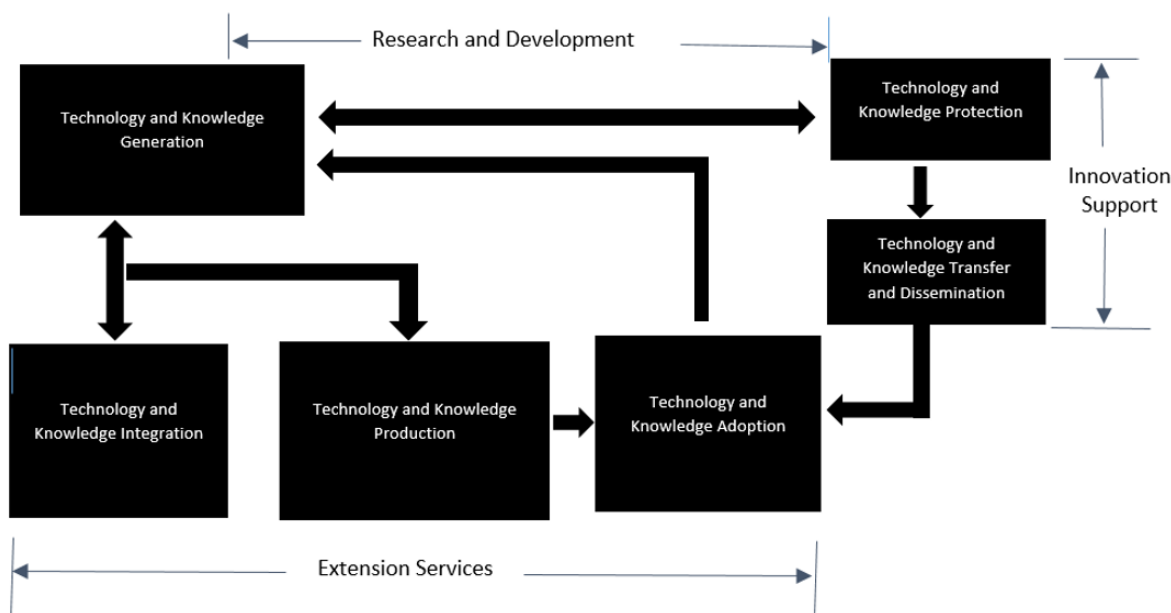 Research and Development
Technology and Knowledge
Generation
Technology and
Knowledge Protection
Innovation
Support
Technology and
Knowledge Transfer
and Dissemination
Technology and
Knowledge Integration
Technology and Knowledge
Production
Technology and
Knowledge Adoption
Extension Services